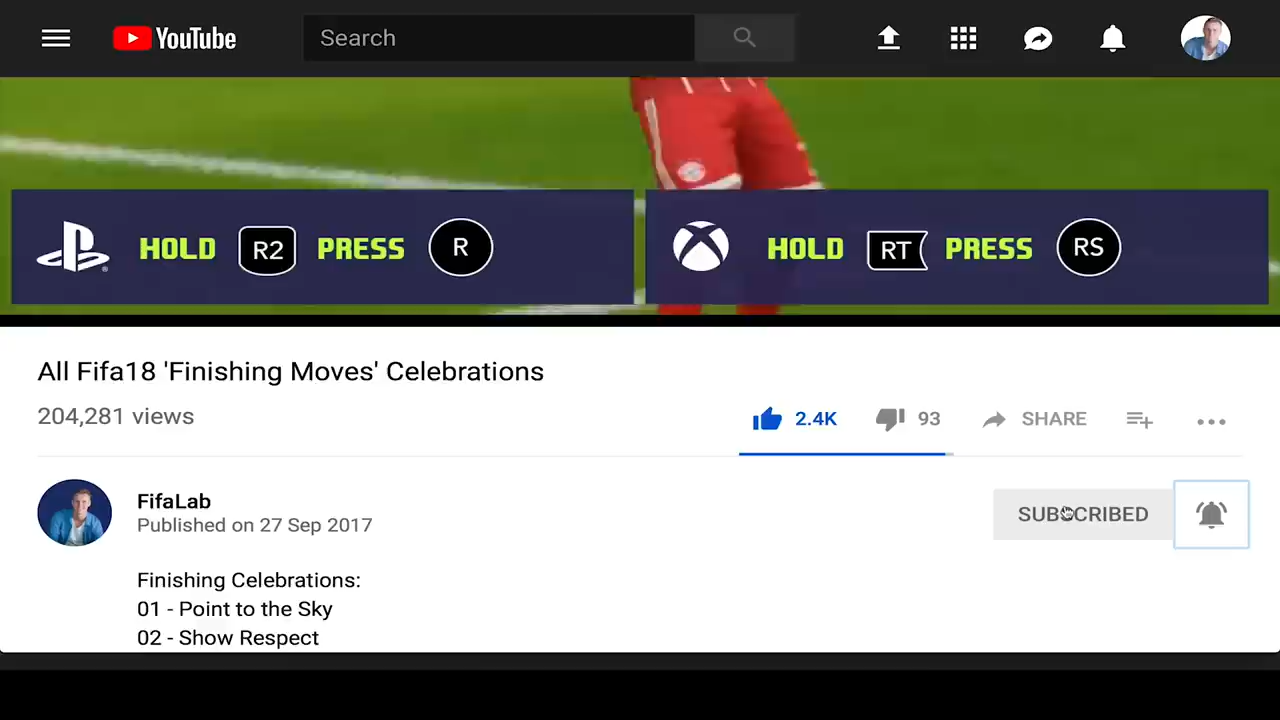 YouTube
Search
HOLD R2 PRESS R
HOLD RT PRESS RS
All Fifa18 'Finishing Moves' Celebrations
204,281 views
2.4K
93
SHARE
FifaLab
Published on 27 Sep 2017
SUBSCRIBED
Finishing Celebrations:
01 - Point to the Sky
02 - Show Respect